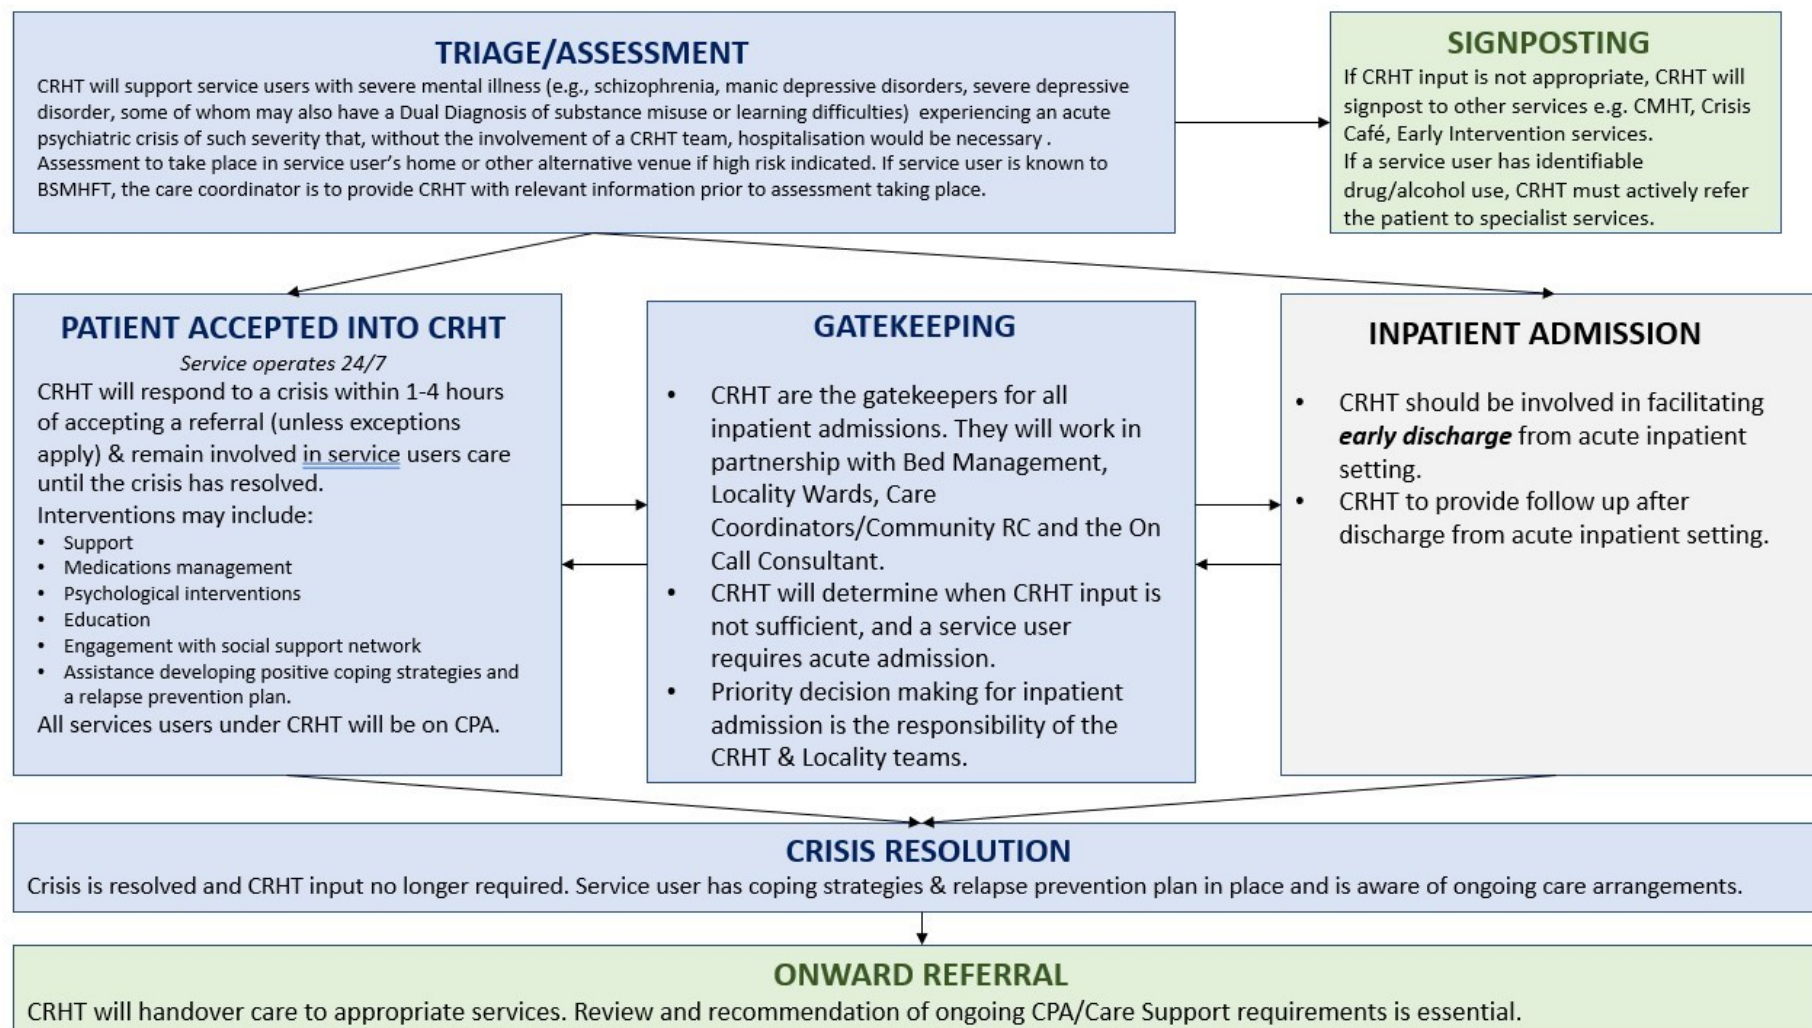 TRIAGE/ASSESSMENT
CRHT will support service users with severe mental illness (e.g., schizophrenia, manic depressive disorders, severe depressive
disorder, some of whom may also have a Dual Diagnosis of substance misuse or learning difficulties)  experiencing an acute
psychiatric crisis of such severity that, without the involvement of a CRHT team, hospitalisation would be necessary .
Assessment to take place in service user’s home or other alternative venue if high risk indicated. If service user is known to
BSMHFT, the care coordinator is to provide CRHT with relevant information prior to assessment taking place.
SIGNPOSTING
If CRHT input is not appropriate, CRHT will
signpost to other services e.g. CMHT, Crisis
Café, Early Intervention services.
If a service user has identifiable
drug/alcohol use, CRHT must actively refer
the patient to specialist services.
PATIENT ACCEPTED INTO CRHT
Service operates 24/7
CRHT will respond to a crisis within 1-4 hours
of accepting a referral (unless exceptions
apply) & remain involved in service users care
until the crisis has resolved.
Interventions may include:
• Support
• Medications management
• Psychological interventions
• Education
• Engagement with social support network
• Assistance developing positive coping strategies and
a relapse prevention plan.
All services users under CRHT will be on CPA.
GATEKEEPING
• CRHT are the gatekeepers for all
inpatient admissions. They will work in
partnership with Bed Management,
Locality Wards, Care
Coordinators/Community RC and the On
Call Consultant.
• CRHT will determine when CRHT input is
not sufficient, and a service user
requires acute admission.
• Priority decision making for inpatient
admission is the responsibility of the
CRHT & Locality teams.
INPATIENT ADMISSION
• CRHT should be involved in facilitating
early discharge from acute inpatient
setting.
• CRHT to provide follow up after
discharge from acute inpatient setting.
CRISIS RESOLUTION
Crisis is resolved and CRHT input no longer required. Service user has coping strategies & relapse prevention plan in place and is aware of ongoing care arrangements.
ONWARD REFERRAL
CRHT will handover care to appropriate services. Review and recommendation of ongoing CPA/Care Support requirements is essential.